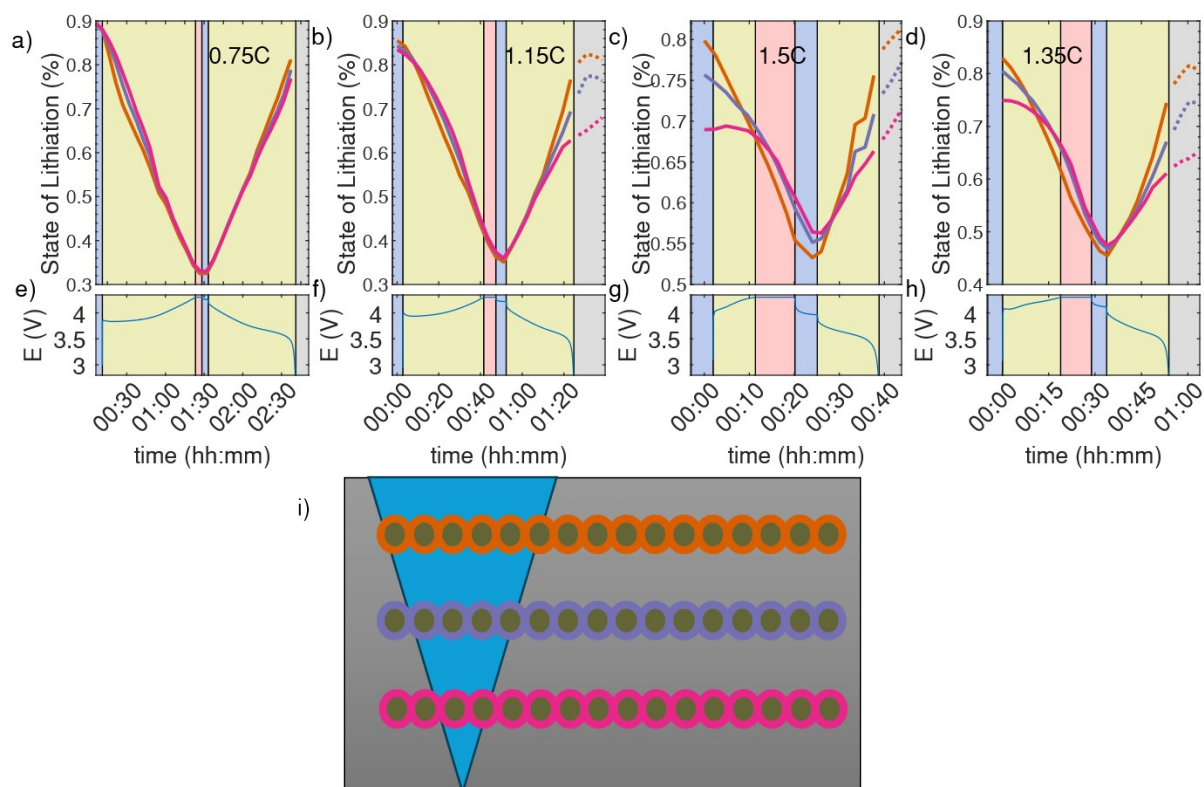 a)
0.75C
State of Lithiation (%)
0.9
0.8
0.7
0.6
0.5
0.4
0.3
b)
1.15C
State of Lithiation (%)
0.9
0.8
0.7
0.6
0.5
0.4
0.3
c)
1.5C
State of Lithiation (%)
0.8
0.75
0.7
0.65
0.6
0.55
0.5
d)
1.35C
State of Lithiation (%)
0.9
0.8
0.7
0.6
0.5
0.4
e)
E (V)
4
3.5
3
00:30
01:00
01:30
02:00
02:30
time (hh:mm)
f)
E (V)
4
3.5
3
00:00
00:20
00:40
01:00
01:20
time (hh:mm)
g)
E (V)
4
3.5
3
00:00
00:10
00:20
00:30
00:40
time (hh:mm)
h)
E (V)
4
3.5
3
00:00
00:15
00:30
00:45
01:00
time (hh:mm)
i)